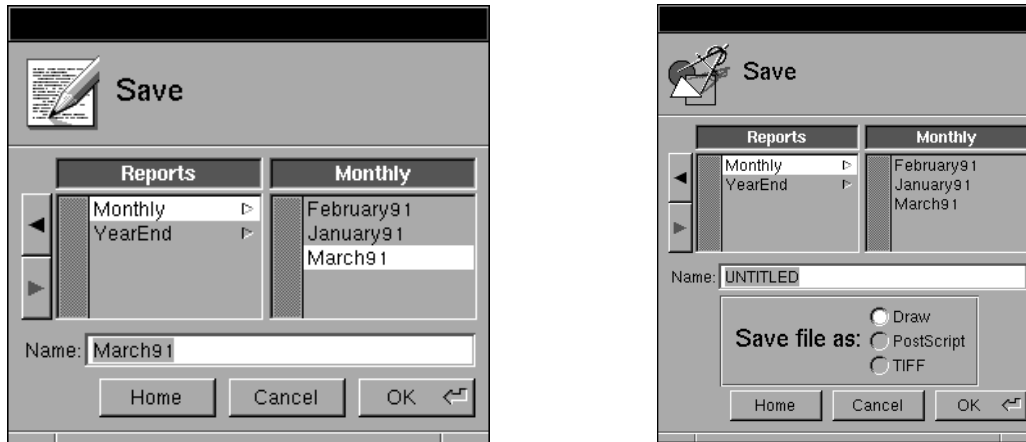 Save
Reports Monthly
Monthly February91
YearEnd January91
March91
Name: March91
Home Cancel OK
Save
Reports Monthly
Monthly February91
YearEnd January91
March91
Name: UNTITLED
Draw
Save file as: PostScript
TIFF
Home Cancel OK